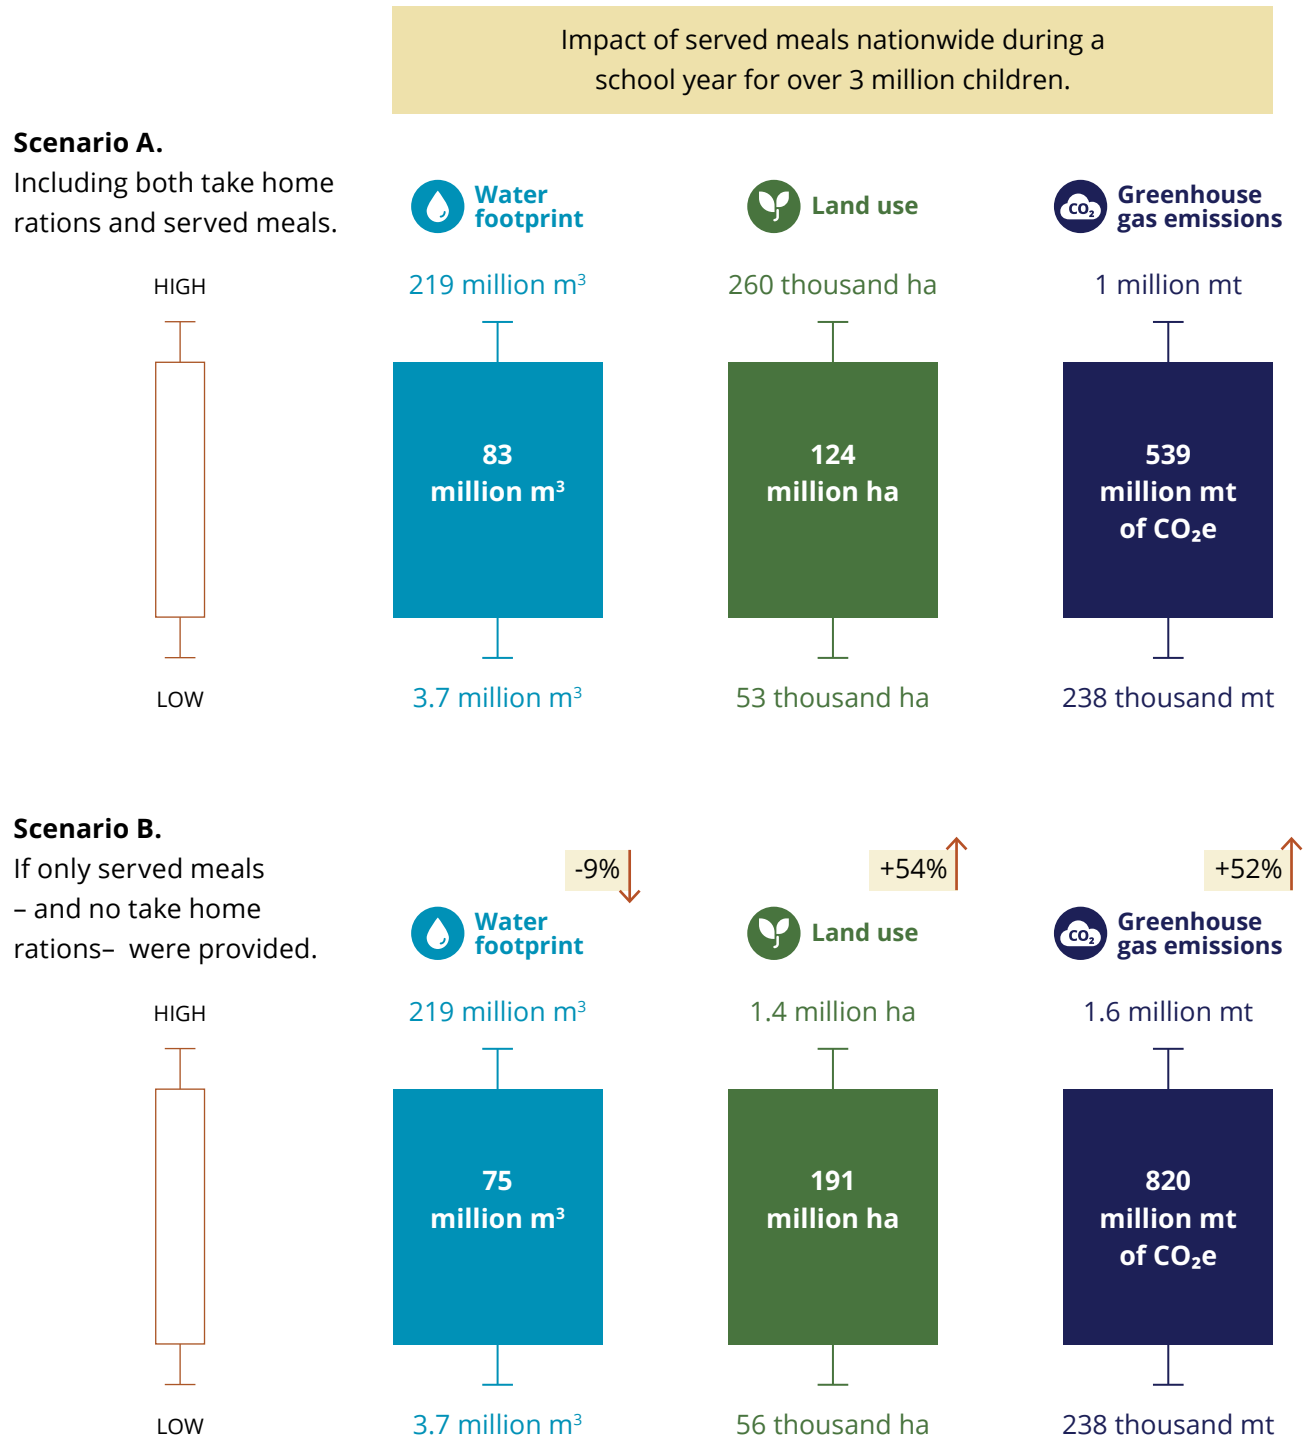 Impact of served meals nationwide during a
school year for over 3 million children.
Scenario A.
Including both take home
rations and served meals.
Water
footprint
Land use
CO₂
Greenhouse
gas emissions
HIGH
219 million m³
260 thousand ha
1 million mt
83
million m³
124
million ha
539
million mt
of CO₂e
LOW
3.7 million m³
53 thousand ha
238 thousand mt
Scenario B.
If only served meals
– and no take home
rations–  were provided.
-9%
+54%
+52%
Water
footprint
Land use
CO₂
Greenhouse
gas emissions
HIGH
219 million m³
1.4 million ha
1.6 million mt
75
million m³
191
million ha
820
million mt
of CO₂e
LOW
3.7 million m³
56 thousand ha
238 thousand mt